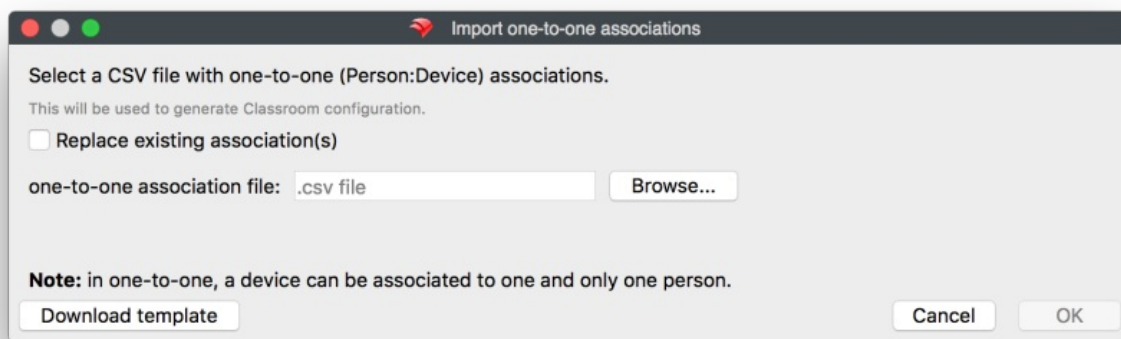 Import one-to-one associations
Select a CSV file with one-to-one (Person:Device) associations.
This will be used to generate Classroom configuration.
Replace existing association(s)
one-to-one association file: .csv file Browse...
Note: in one-to-one, a device can be associated to one and only one person.
Download template Cancel OK